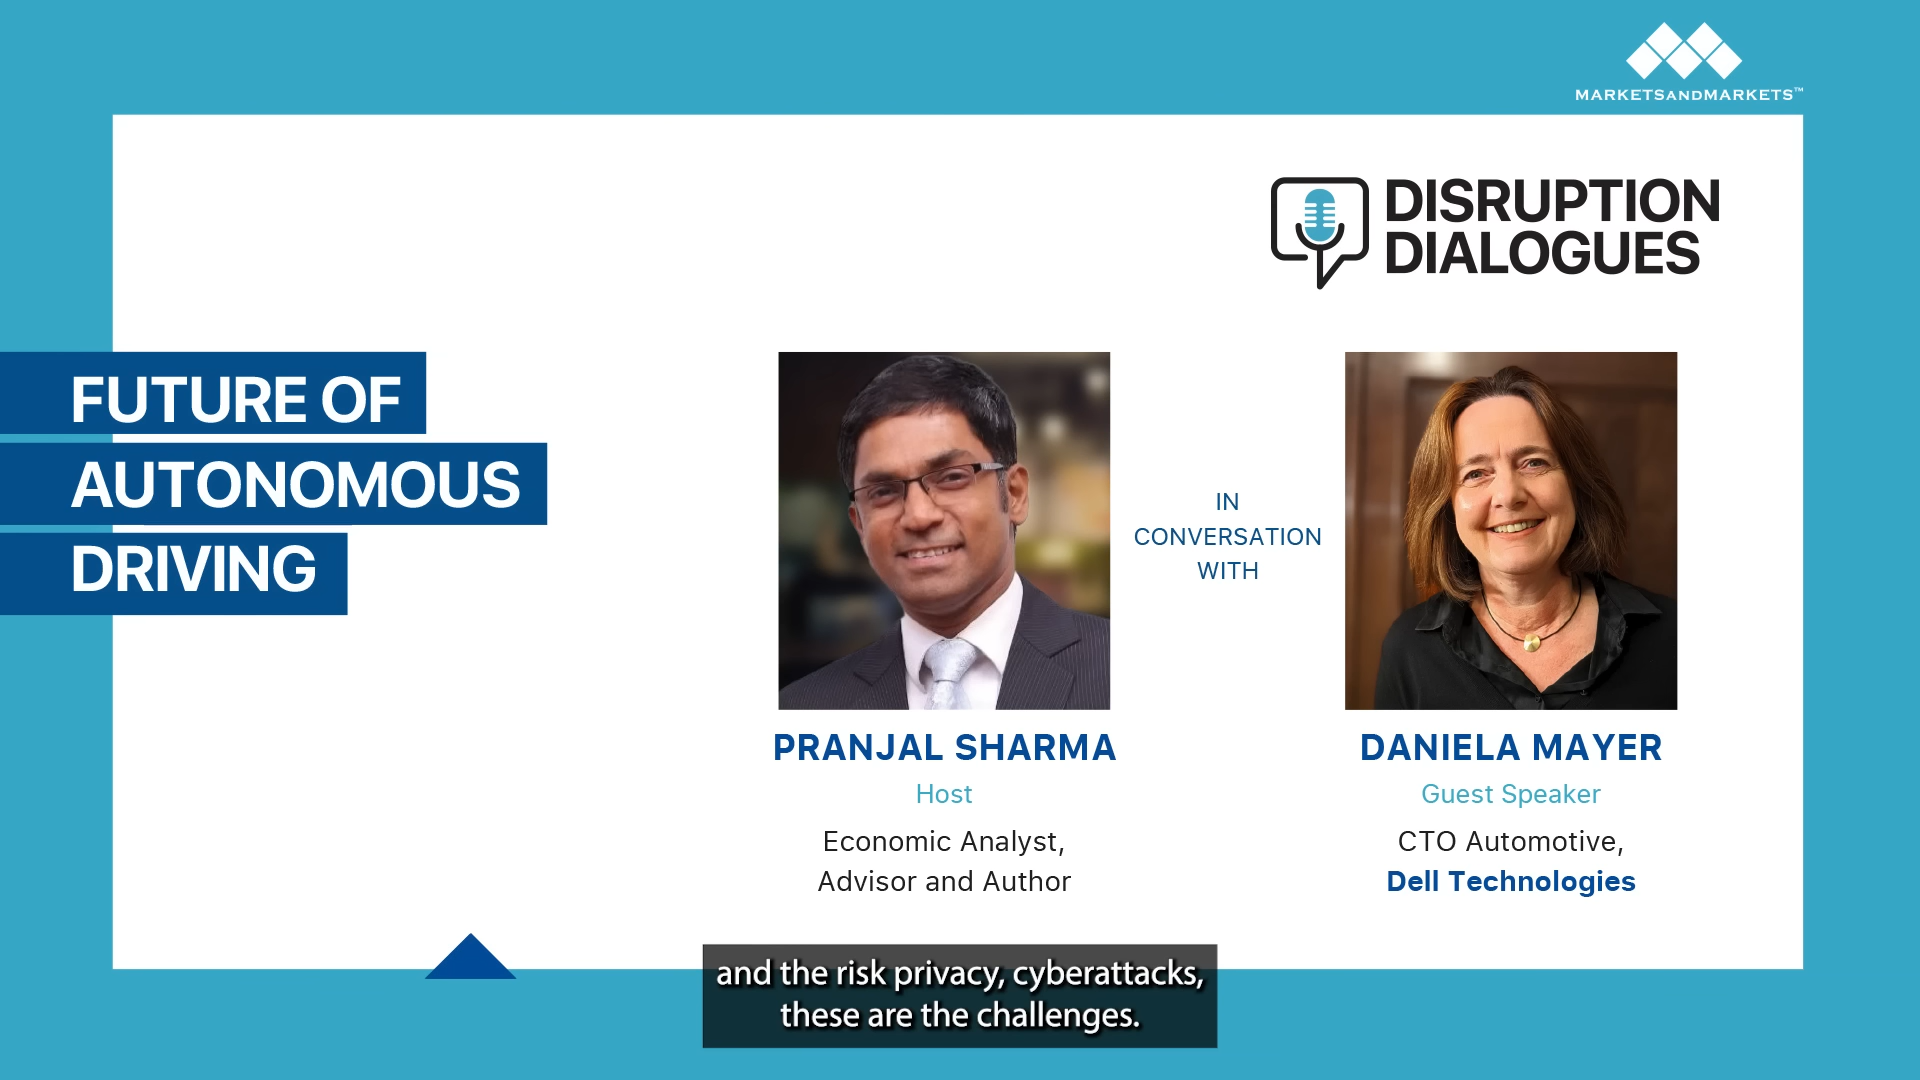 MARKETSANDMARKETS™
DISRUPTION
DIALOGUES
FUTURE OF
AUTONOMOUS
DRIVING
IN
CONVERSATION
WITH
PRANJAL SHARMA
Host
Economic Analyst,
Advisor and Author
DANIELA MAYER
Guest Speaker
CTO Automotive,
Dell Technologies
and the risk privacy, cyberattacks,
these are the challenges.